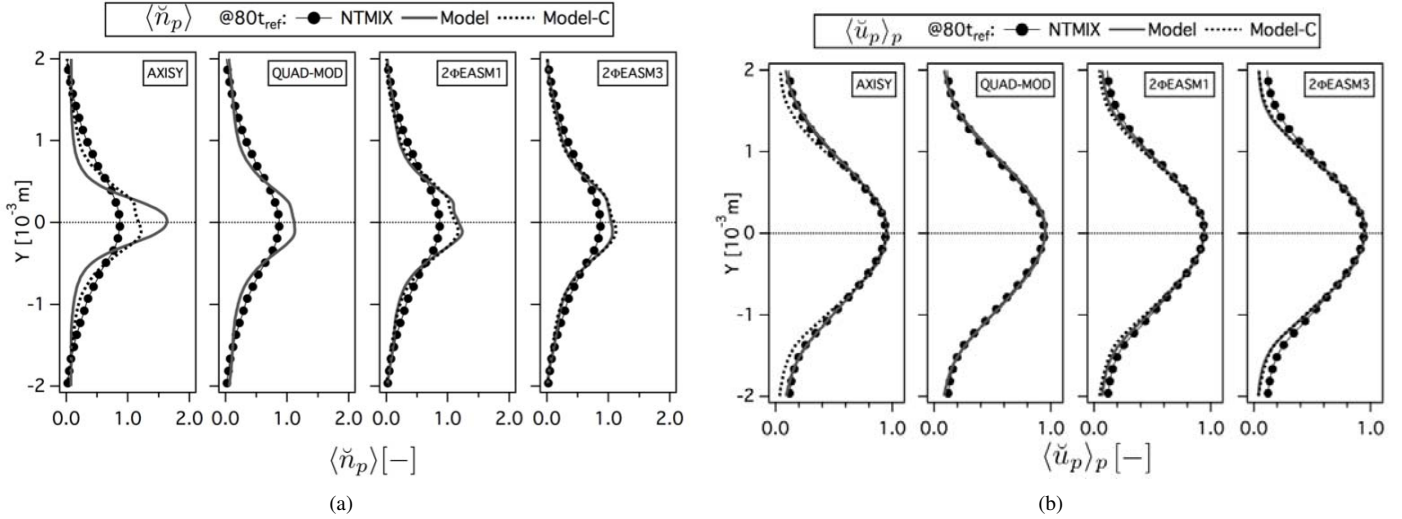 ⟨n̆_p⟩ @80t_ref: NTMIX Model Model-C
AXISY QUAD-MOD 2ΦEASM1 2ΦEASM3
2
1
0
-1
-2
Y [10^-3 m]
0.0 1.0 2.0 0.0 1.0 2.0 0.0 1.0 2.0 0.0 1.0 2.0
⟨n̆_p⟩[−]
(a)
⟨ŭ_p⟩_p @80t_ref: NTMIX Model Model-C
AXISY QUAD-MOD 2ΦEASM1 2ΦEASM3
2
1
0
-1
-2
Y [10^-3 m]
0.0 1.0 0.0 1.0 0.0 1.0 0.0 1.0
⟨ŭ_p⟩_p [−]
(b)